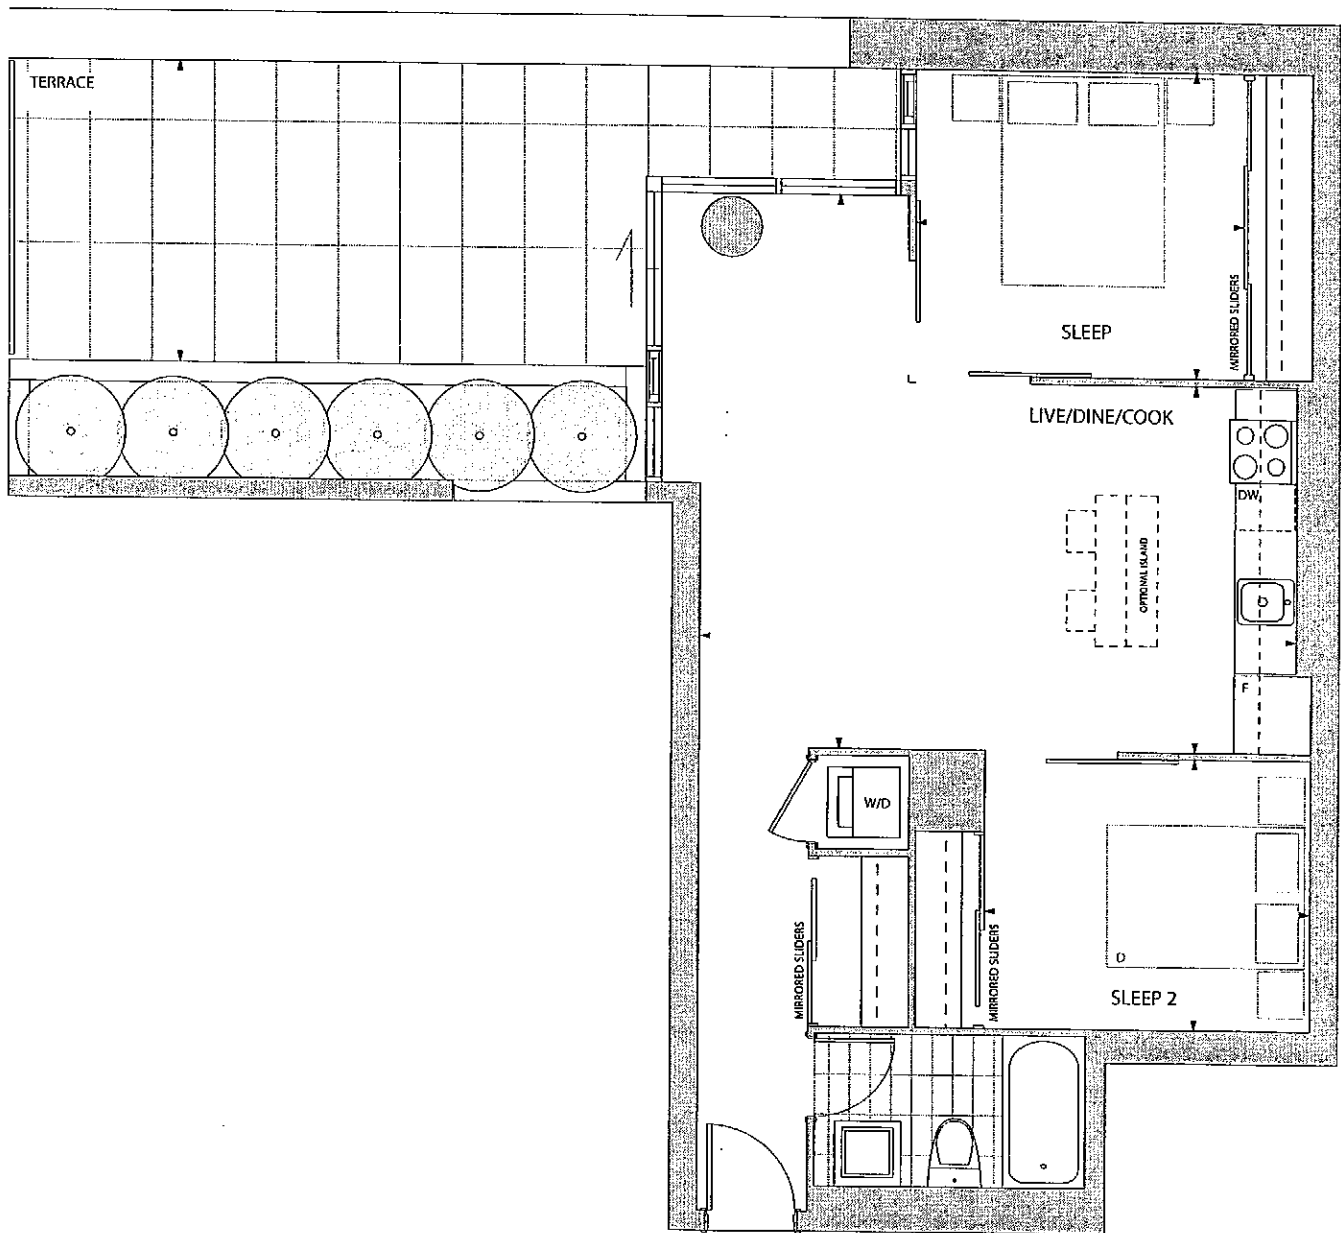 TERRACE
MIRRORED SLIDERS
SLEEP
LIVE/DINE/COOK
DW
OPTIONAL ISLAND
F
W/D
MIRRORED SLIDERS
MIRRORED SLIDERS
D
SLEEP 2